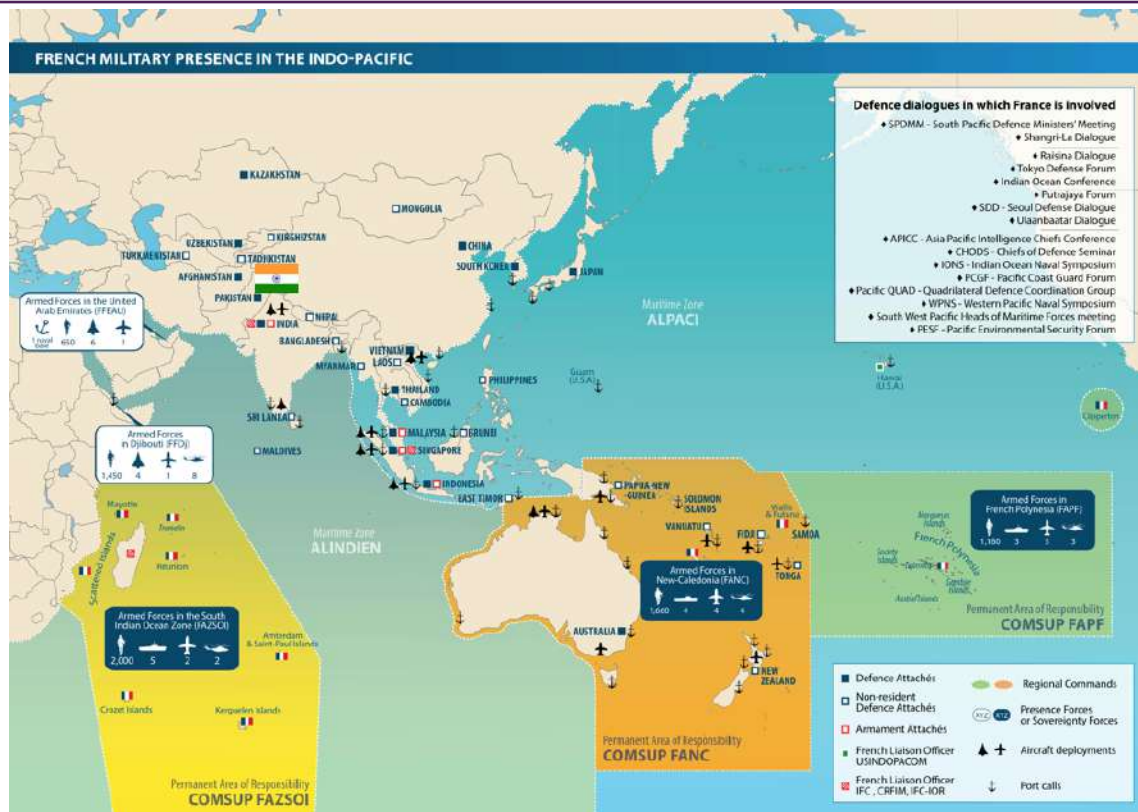 FRENCH MILITARY PRESENCE IN THE INDO-PACIFIC
Defence dialogues in which France is involved
♦ SPDMM - South Pacific Defence Ministers' Meeting
♦ Shangri-La Dialogue
♦ Raisina Dialogue
♦ Tokyo Defense Forum
♦ Indian Ocean Conference
♦ Putrajaya Forum
♦ SDD - Seoul Defense Dialogue
♦ Ulaanbaatar Dialogue
♦ APICC - Asia Pacific Intelligence Chiefs Conference
♦ CHODS - Chiefs of Defence Seminar
♦ IONS - Indian Ocean Naval Symposium
♦ PCGF - Pacific Coast Guard Forum
♦ Pacific QUAD - Quadrilateral Defence Coordination Group
♦ WPNS - Western Pacific Naval Symposium
♦ South West Pacific Heads of Maritime Forces meeting
♦ PESF - Pacific Environmental Security Forum
KAZAKHSTAN
MONGOLIA
UZBEKISTAN
KIRGHIZSTAN
TURKMENISTAN
TADJIKISTAN
AFGHANISTAN
PAKISTAN
CHINA
SOUTH KOREA
JAPAN
Armed Forces in the United
Arab Emirates (FFEAU)
1 naval
base
650
6
1
INDIA
NEPAL
BANGLADESH
MYANMAR
VIETNAM
LAOS
THAILAND
CAMBODIA
PHILIPPINES
Maritime Zone
ALPACI
Guam
(U.S.A.)
Hawaii
(U.S.A.)
Clipperton
SRI LANKA
MALDIVES
MALAYSIA
BRUNEI
SINGAPORE
INDONESIA
EAST TIMOR
Armed Forces
in Djibouti (FFDj)
1,450
4
1
8
Mayotte
Tromelin
Reunion
Scattered Islands
Armed Forces in the South
Indian Ocean Zone (FAZSOI)
2,000
5
2
2
Amsterdam
& Saint-Paul Islands
Crozet Islands
Kerguelen Islands
Permanent Area of Responsibility
COMSUP FAZSOI
Maritime Zone
ALINDIEN
PAPUA-NEW
GUINEA
SOLOMON
ISLANDS
VANUATU
FIDJI
Wallis
& Futuna
SAMOA
TONGA
Armed Forces in
New-Caledonia (FANC)
1,660
4
4
4
AUSTRALIA
NEW
ZEALAND
Permanent Area of Responsibility
COMSUP FANC
Marquesas
Islands
French Polynesia
Society
Islands
Gambier
Islands
Austral Islands
Armed Forces in
French Polynesia (FAPF)
1,180
3
3
Permanent Area of Responsibility
COMSUP FAPF
Defence Attachés
Non-resident
Defence Attachés
Armament Attachés
French Liaison Officer
USINDOPACOM
French Liaison Officer
IFC, CRFIM, IFC-IOR
Regional Commands
XYZ
XYZ
Presence Forces
or Sovereignty Forces
Aircraft deployments
Port calls